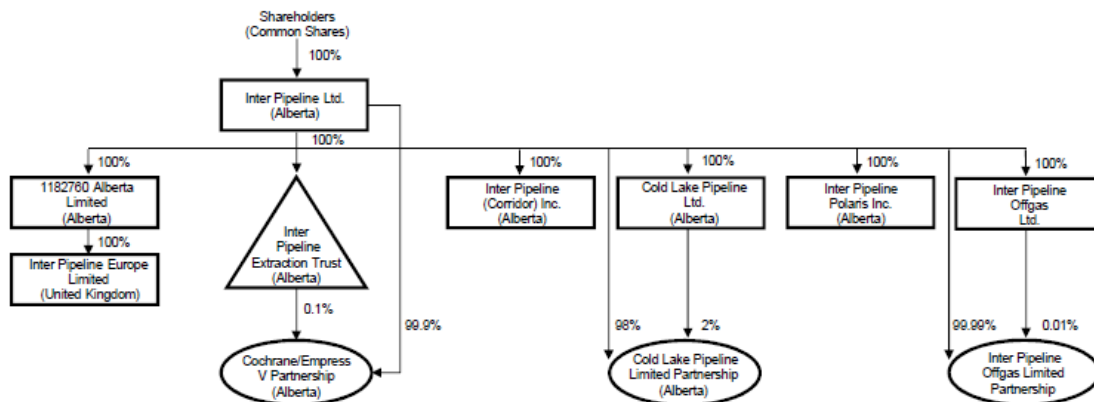 Shareholders
(Common Shares)
100%
Inter Pipeline Ltd.
(Alberta)
100%
100%
100%
100%
100%
100%
1182760 Alberta
Limited
(Alberta)
Inter
Pipeline
Extraction Trust
(Alberta)
Inter Pipeline
(Corridor) Inc.
(Alberta)
Cold Lake Pipeline
Ltd.
(Alberta)
Inter Pipeline
Polaris Inc.
(Alberta)
Inter Pipeline
Offgas
Ltd.
100%
Inter Pipeline Europe
Limited
(United Kingdom)
0.1%
99.9%
98%
2%
99.99%
0.01%
Cochrane/Empress
V Partnership
(Alberta)
Cold Lake Pipeline
Limited Partnership
(Alberta)
Inter Pipeline
Offgas Limited
Partnership